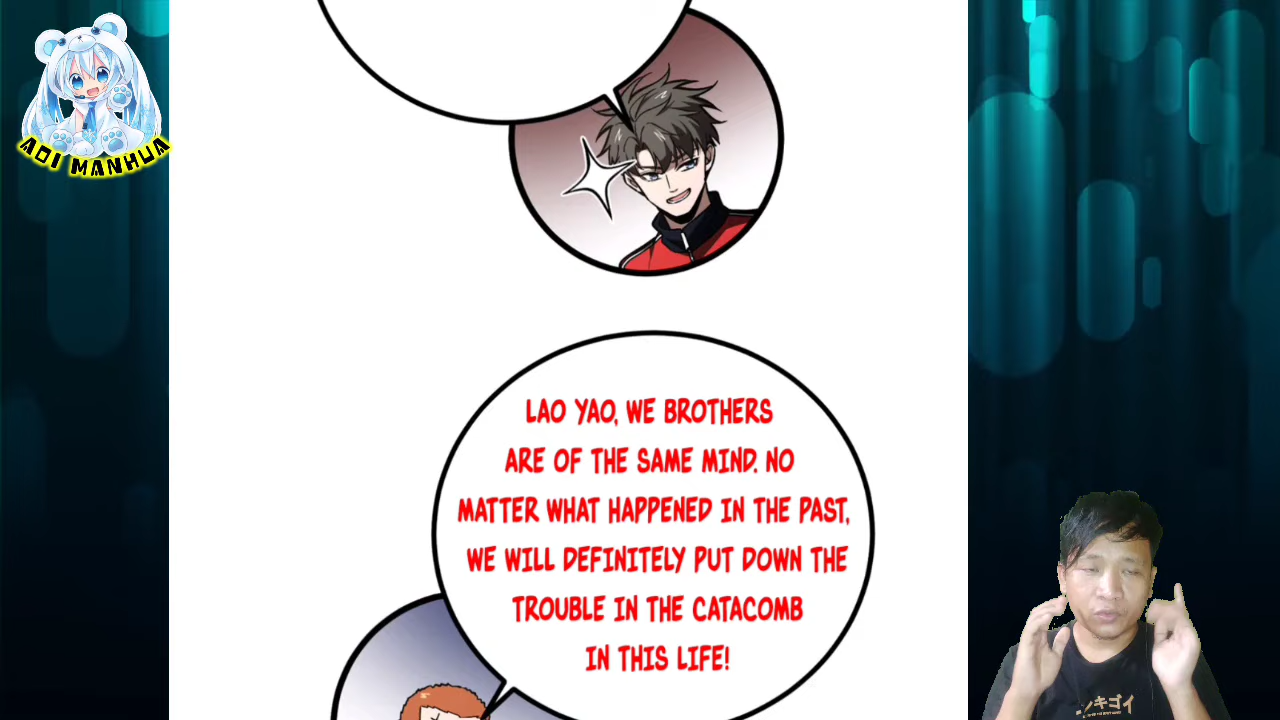 AOI MANHUA
LAO YAO, WE BROTHERS
ARE OF THE SAME MIND. NO
MATTER WHAT HAPPENED IN THE PAST,
WE WILL DEFINITELY PUT DOWN THE
TROUBLE IN THE CATACOMB
IN THIS LIFE!